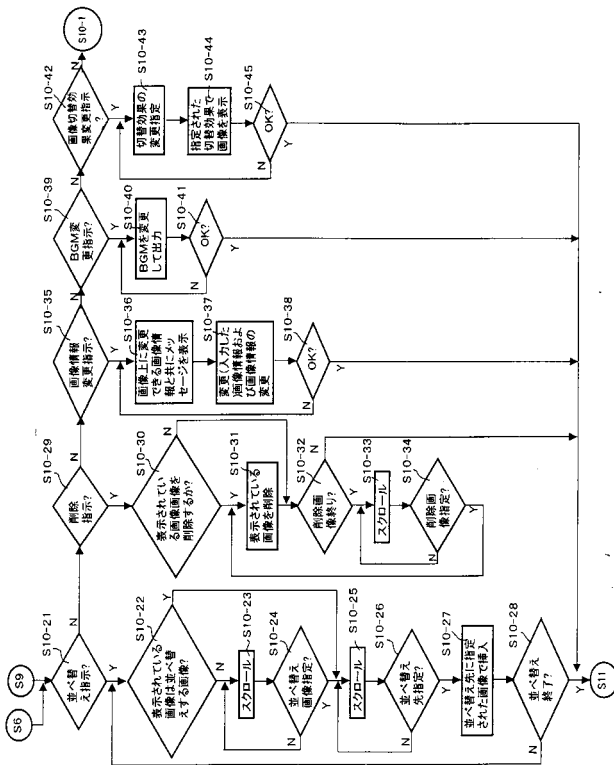 S6
S9
S10-21
並べ替
え指示?
N
Y
S10-22
表示されている
画像は並べ替
えする画像?
Y
N
S10-23
スクロール
S10-24
並べ替え
画像指定?
N
Y
S10-25
スクロール
S10-26
並べ替え
先指定?
N
Y
S10-27
並べ替え先に指定
された画像で挿入
S10-28
並べ替え
終了?
N
Y
S11
S10-29
削除
指示?
N
Y
S10-30
表示されてい
る画像画像を
削除するか?
N
Y
S10-31
表示されている
画像を削除
S10-32
削除画
像終り?
N
Y
S10-33
スクロール
S10-34
削除画
像指定?
N
Y
S10-35
画像情報
変更指示?
N
Y
S10-36
画像上に変更
できる画像情
報と共にメッ
セージを表示
S10-37
変更(入力した
)画像情報およ
び画像情報の
変更
S10-38
OK?
N
Y
S10-39
BGM変
更指示?
N
Y
S10-40
BGMを変更
して出力
S10-41
OK?
N
Y
S10-42
画像切替効
果変更指示
?
N
Y
S10-43
切替効果の
変更指定
S10-44
指定された
切替効果で
画像を表示
S10-45
OK?
N
Y
S10-1